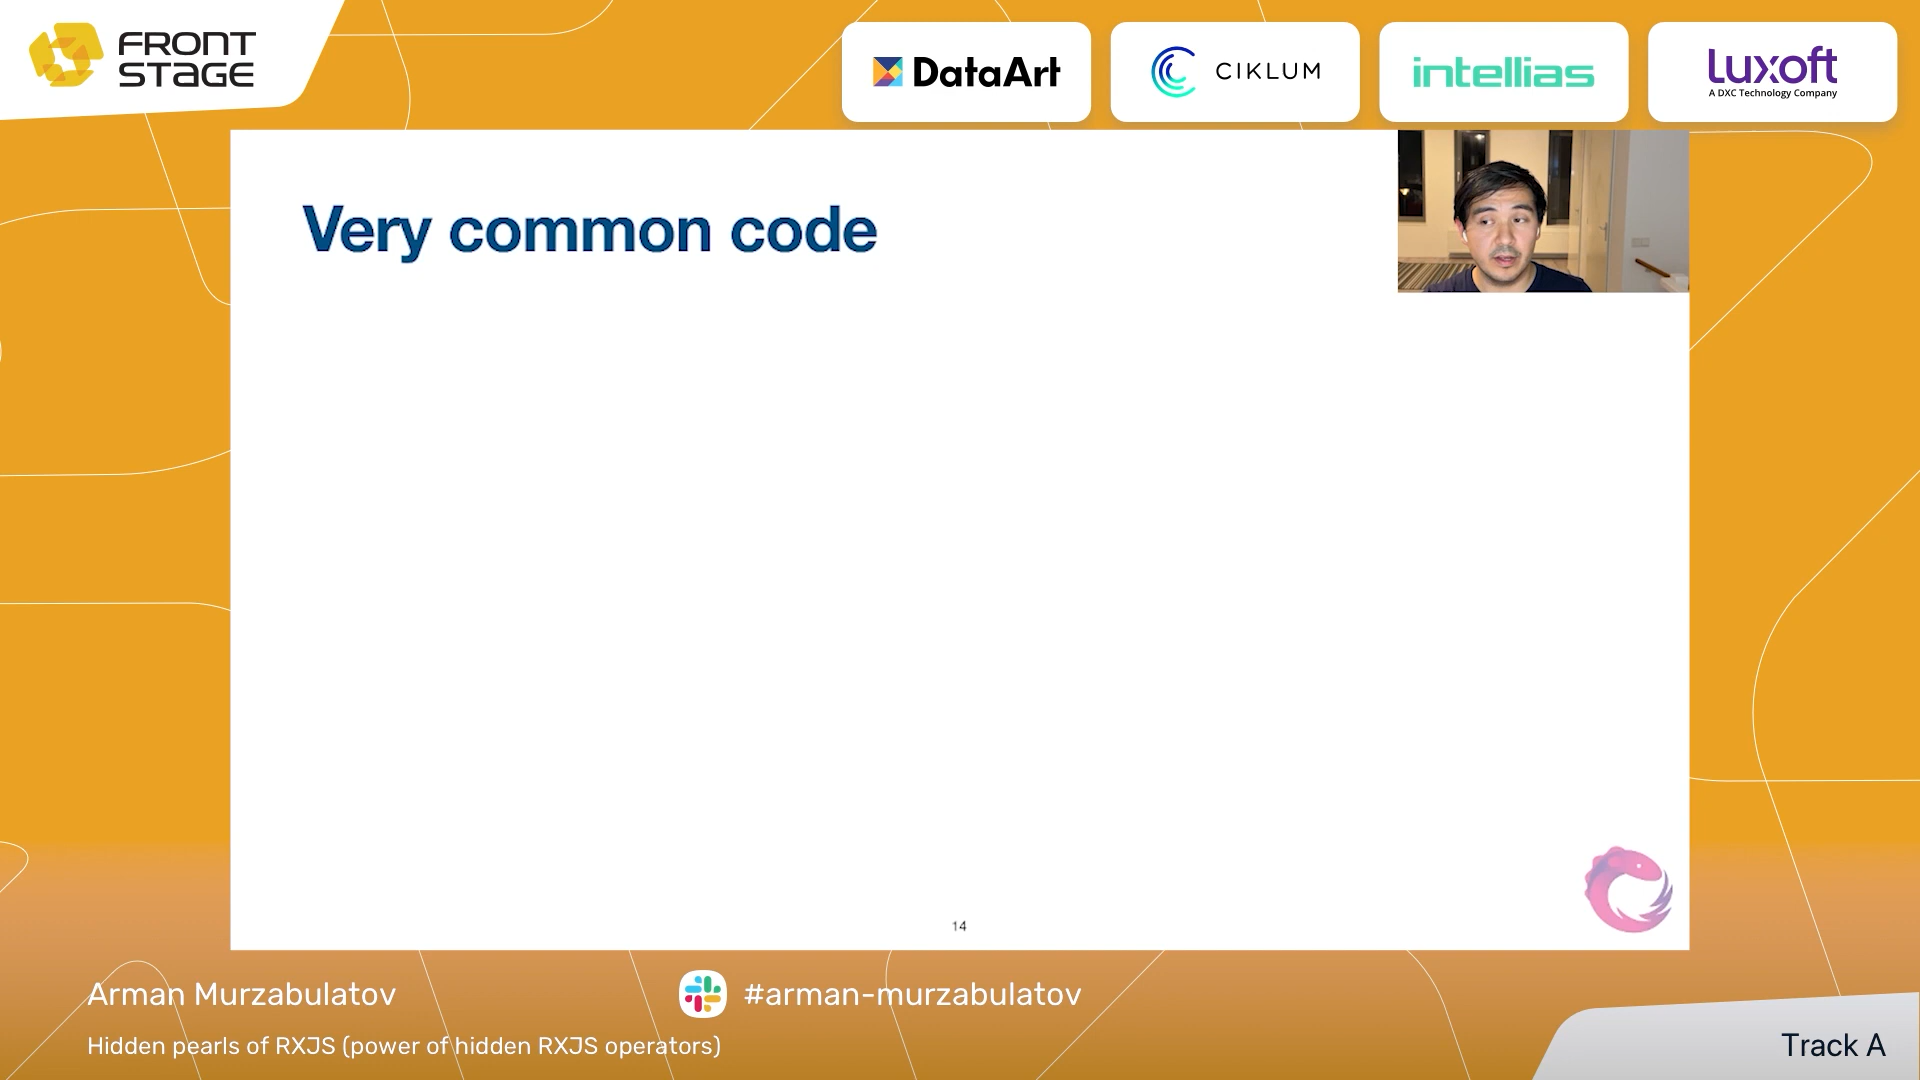 FRONT
STAGE
DataArt
CIKLUM
intellias
Luxoft
A DXC Technology Company
Very common code
14
Arman Murzabulatov
#arman-murzabulatov
Hidden pearls of RXJS (power of hidden RXJS operators)
Track A